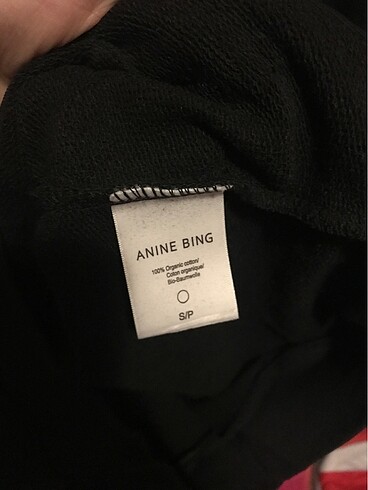 ANINE BING
100% Organic cotton/
Coton organique/
Bio-Baumwolle
S/P